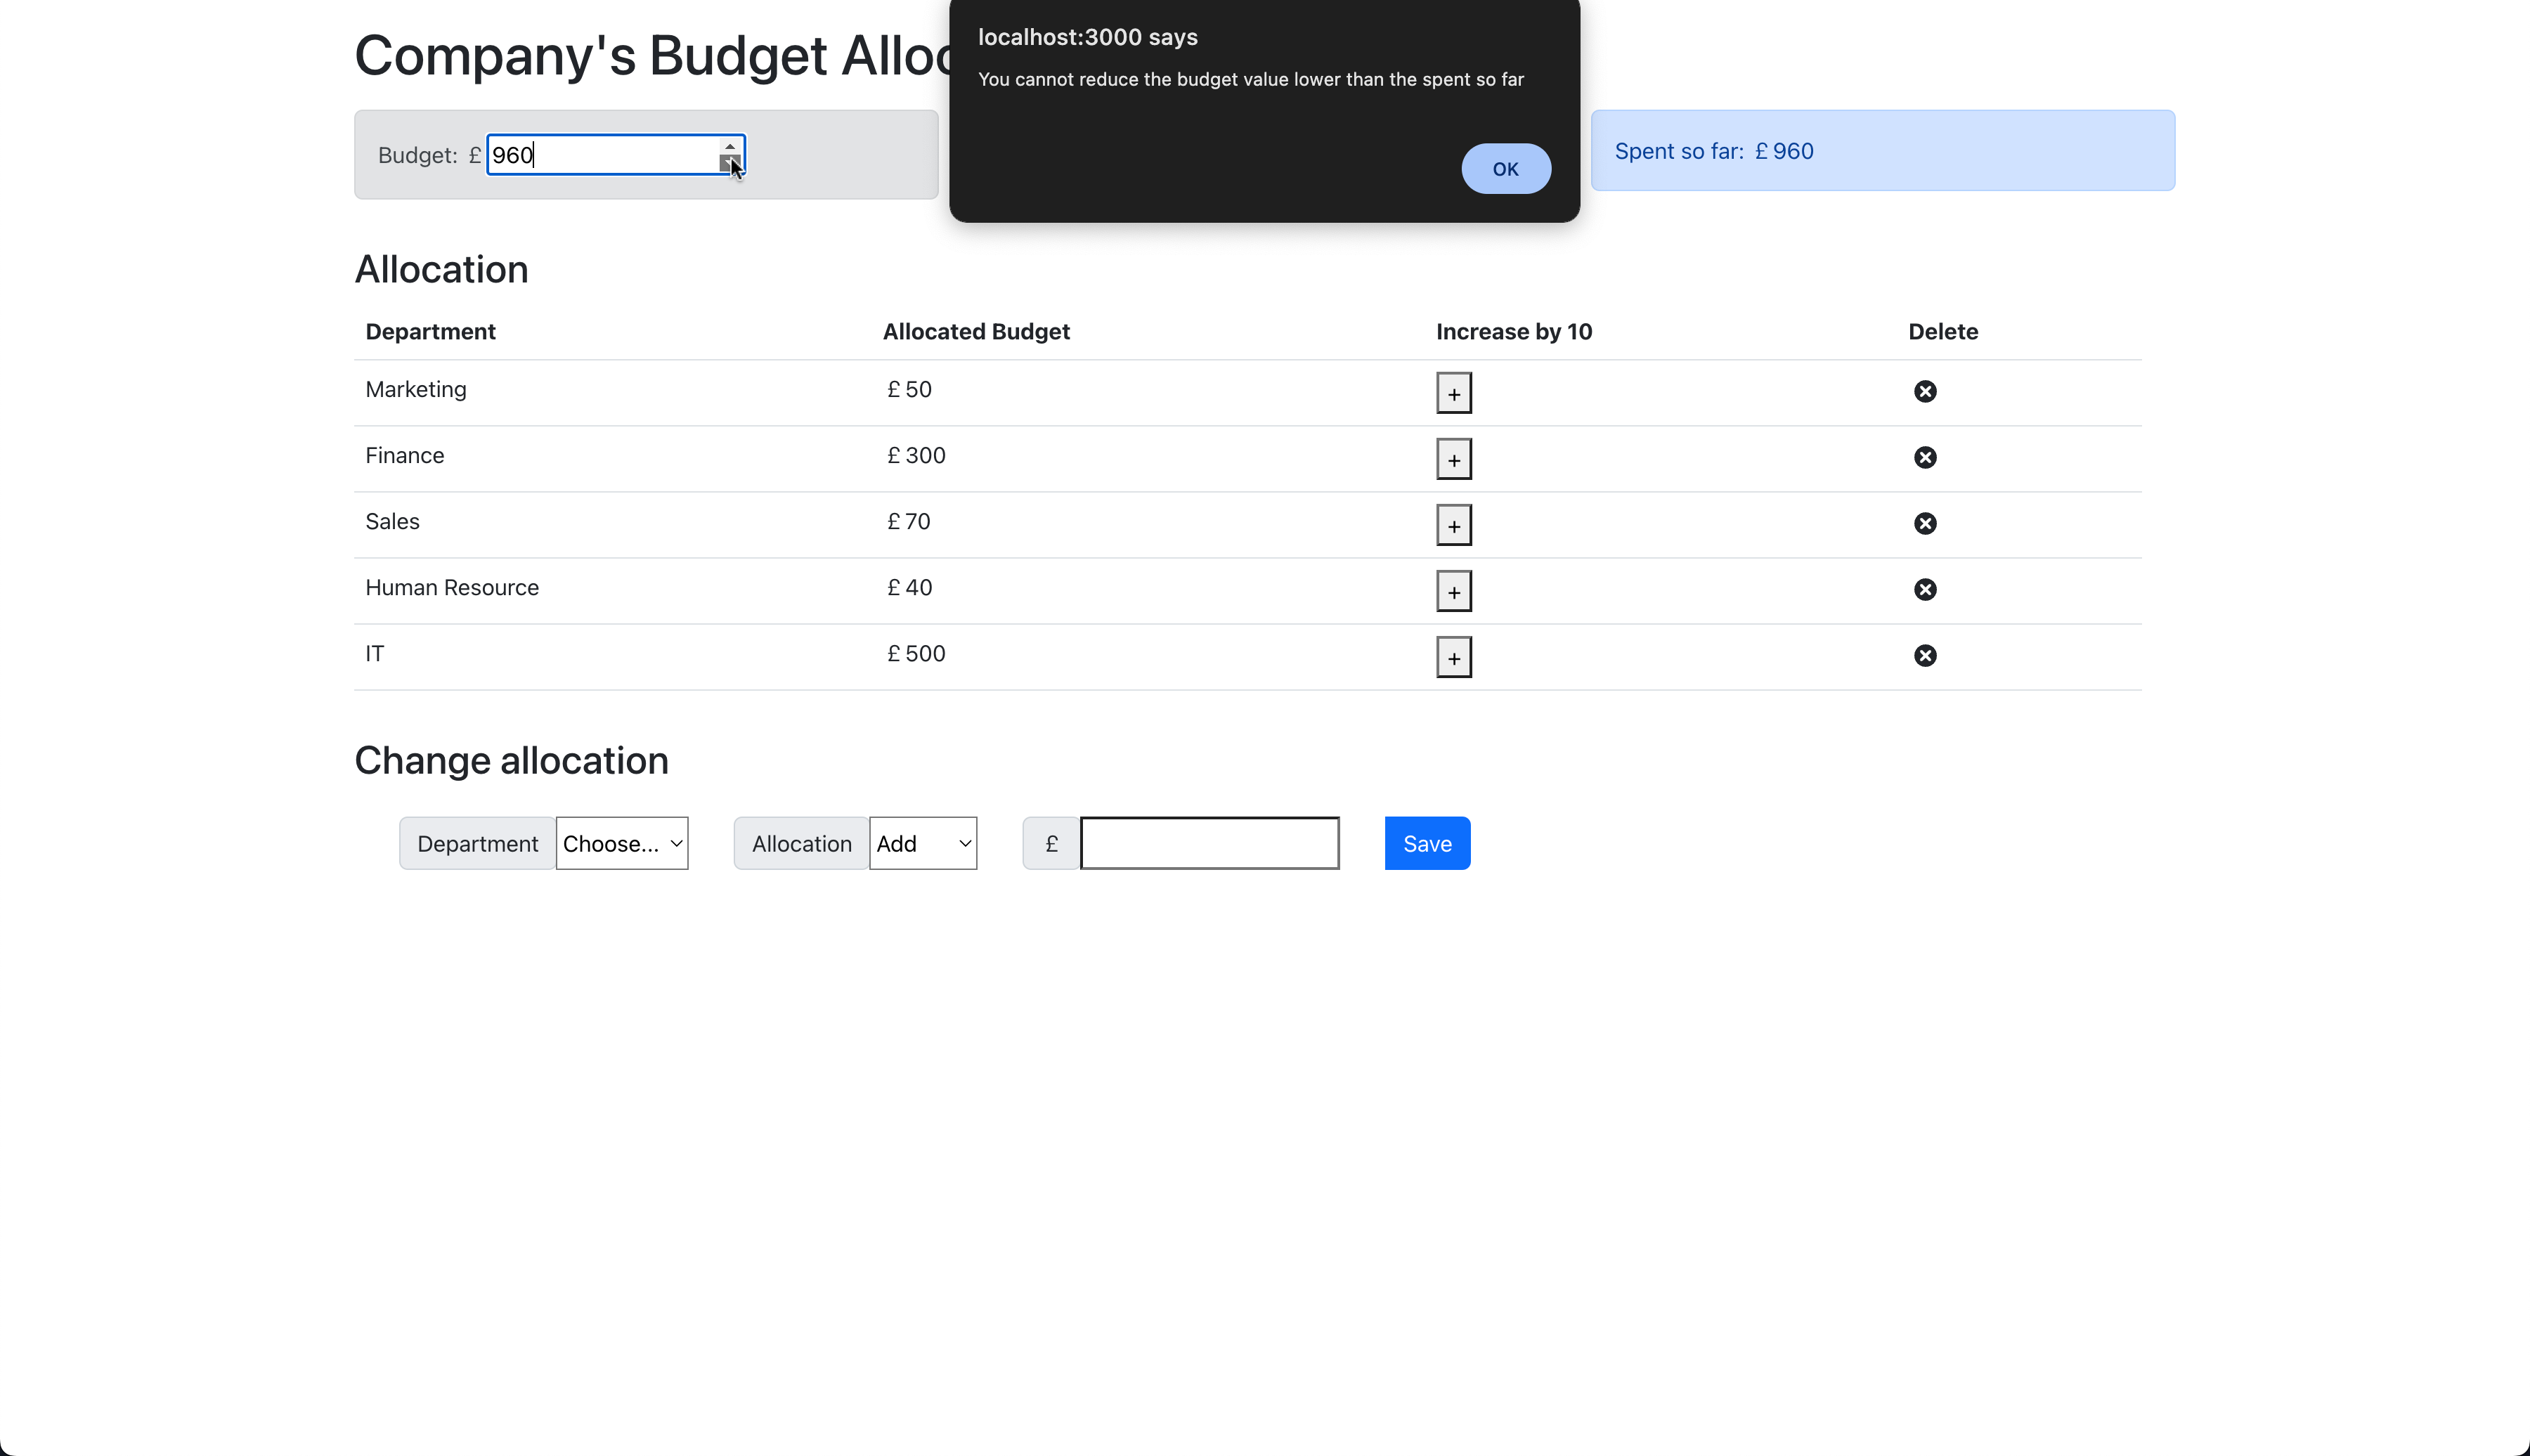 Company's Budget Alloc
localhost:3000 says
You cannot reduce the budget value lower than the spent so far
OK
Budget: £ 960
Spent so far: £ 960
Allocation
Department Allocated Budget Increase by 10 Delete
Marketing £ 50 +
Finance £ 300 +
Sales £ 70 +
Human Resource £ 40 +
IT £ 500 +
Change allocation
Department Choose... Allocation Add £ Save